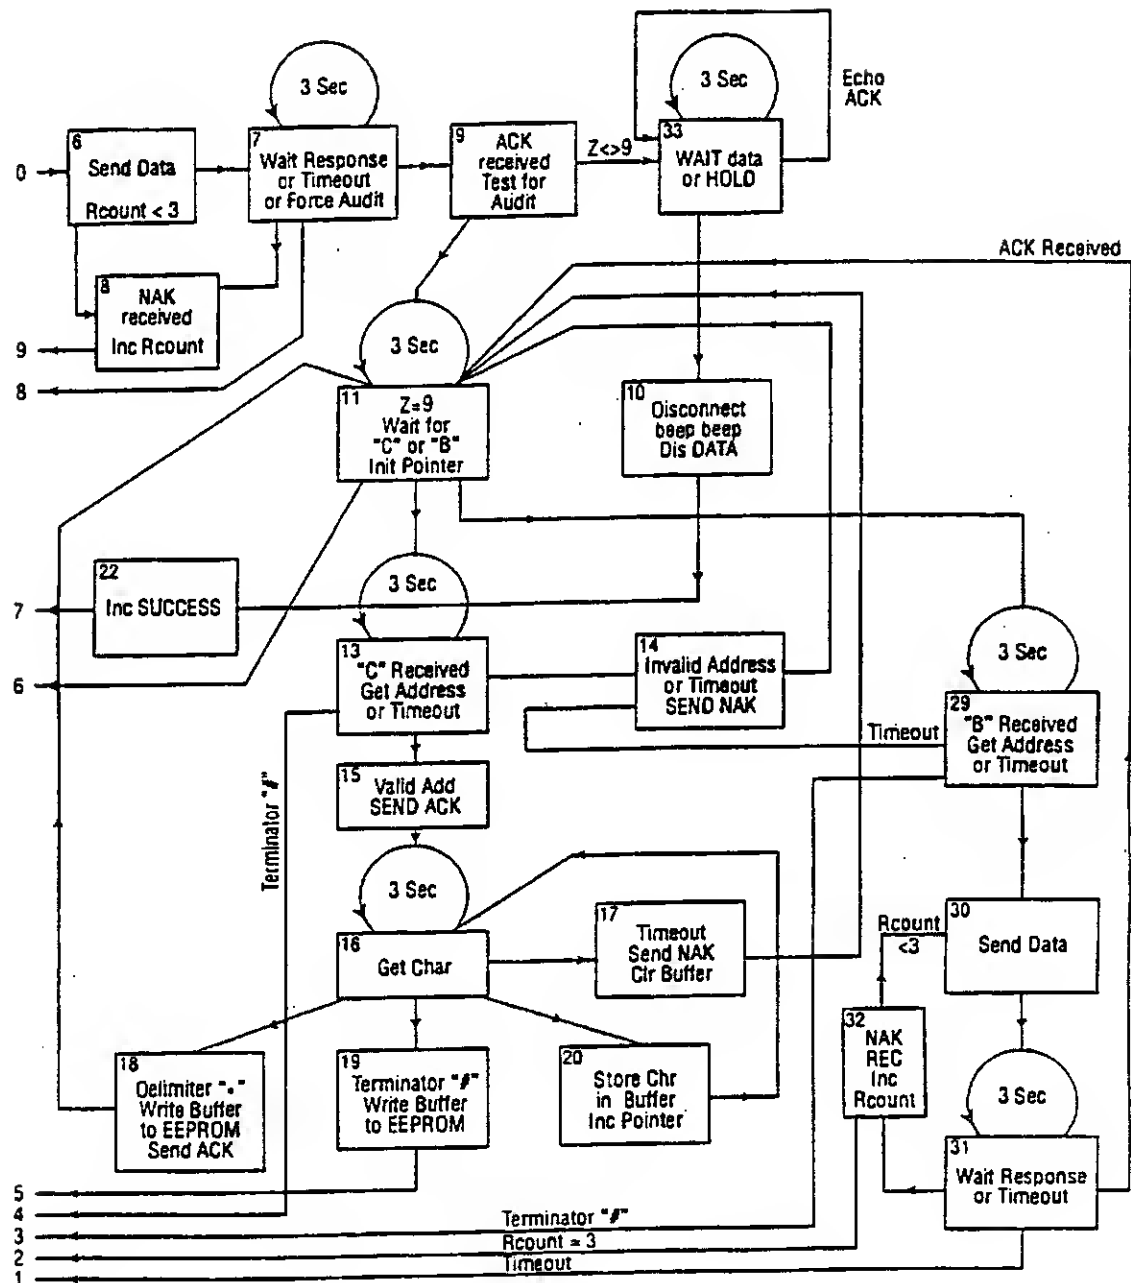 3 Sec
3 Sec
Echo
ACK
6
Send Data
Rcount < 3
7
Wait Response
or Timeout
or Force Audit
9
ACK
received
Test for
Audit
Z<>9
33
WAIT data
or HOLD
0
8
NAK
received
Inc Rcount
ACK Received
9
8
3 Sec
11
Z=9
Wait for
"C" or "B"
Init Pointer
10
Disconnect
beep beep
Dis DATA
22
Inc SUCCESS
7
3 Sec
6
13
"C" Received
Get Address
or Timeout
14
Invalid Address
or Timeout
SEND NAK
3 Sec
Timeout
29
"B" Received
Get Address
or Timeout
15
Valid Add
SEND ACK
Terminator "#"
3 Sec
16
Get Char
17
Timeout
Send NAK
Clr Buffer
Rcount
<3
30
Send Data
18
Delimiter "*"
Write Buffer
to EEPROM
Send ACK
19
Terminator "#"
Write Buffer
to EEPROM
20
Store Chr
in Buffer
Inc Pointer
32
NAK
REC
Inc
Rcount
3 Sec
31
Wait Response
or Timeout
5
4
3
Terminator "#"
2
Rcount = 3
1
Timeout